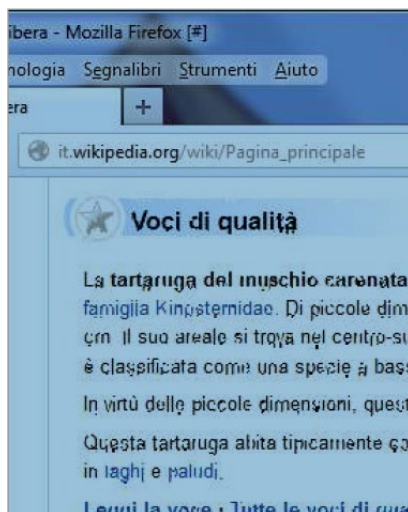 ibera - Mozilla Firefox [#]
nologia Segnalibri Strumenti Aiuto
era +
it.wikipedia.org/wiki/Pagina_principale
Voci di qualità
La tartaruga del muschio carenata
famiglia Kinosternidae. Di piccole dim
cm. Il suo areale si trova nel centro-su
è classificata come una specie a bass
In virtù delle piccole dimensioni, quest
Questa tartaruga abita tipicamente co
in laghi e paludi.
Leggi la voce · Tutte le voci di qua